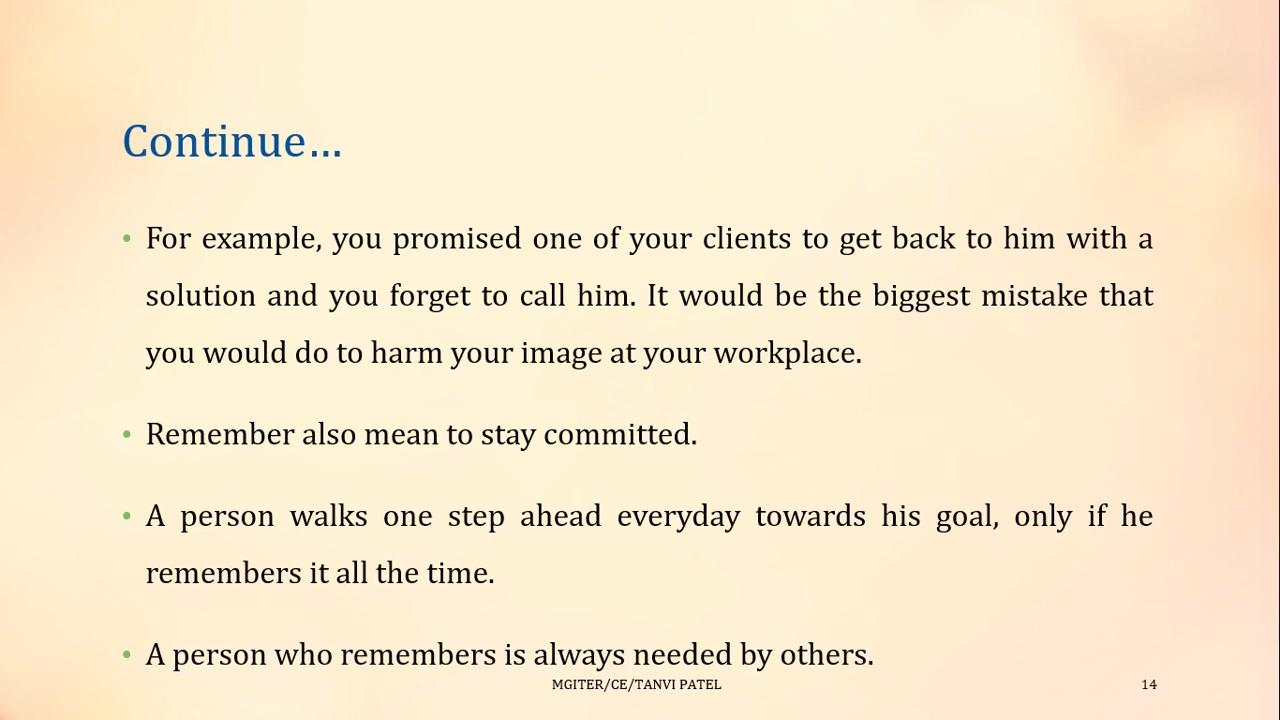 Continue…
• For example, you promised one of your clients to get back to him with a
solution and you forget to call him. It would be the biggest mistake that
you would do to harm your image at your workplace.
• Remember also mean to stay committed.
• A person walks one step ahead everyday towards his goal, only if he
remembers it all the time.
• A person who remembers is always needed by others.
MGITER/CE/TANVI PATEL
14